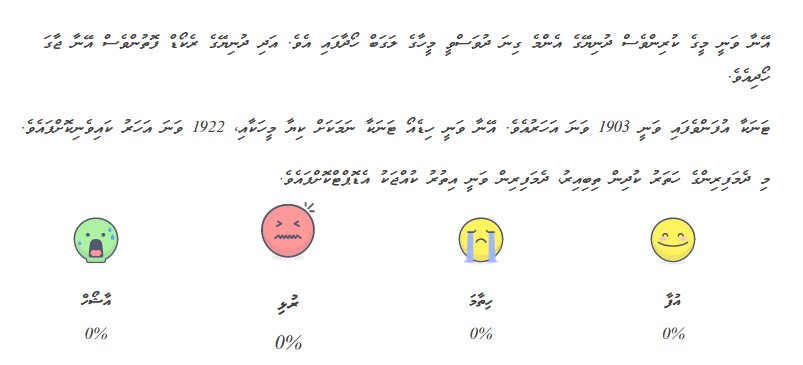 އޭނާ ވަނީ މީގެ ކުރިންވެސް ދުނިޔޭގެ އެންމެ ގިނަ ދުވަސްވީ މީހާގެ ލަގަބް ހޯދާފައި އެވެ. އަދި ދުނިޔޭގެ ރެކޯޑް ފޮތުންވެސް އޭނާ ޖާގަ
ހޯދިއެވެ.
ޓަނަކާ އުފަންވެފައި ވަނީ 1903 ވަނަ އަހަރުއެވެ. އޭނާ ވަނީ ހިޑެއޯ ޓަނަކާ ނަމަކަށް ކިޔާ މީހަކާއި، 1922 ވަނަ އަހަރު ކައިވެނިކޮށްފައެވެ.
މި ދެމަފިރިންގެ ހަތަރު ކުދިން ތިބިއިރު، ދެމަފިރިން ވަނީ އިތުރު ކުއްޖަކު އެޑޮޕްޓްކޮށްފައެވެ.
އުފާ
0%
ހިތާމަ
0%
ރުޅި
0%
އާޝޯހް
0%